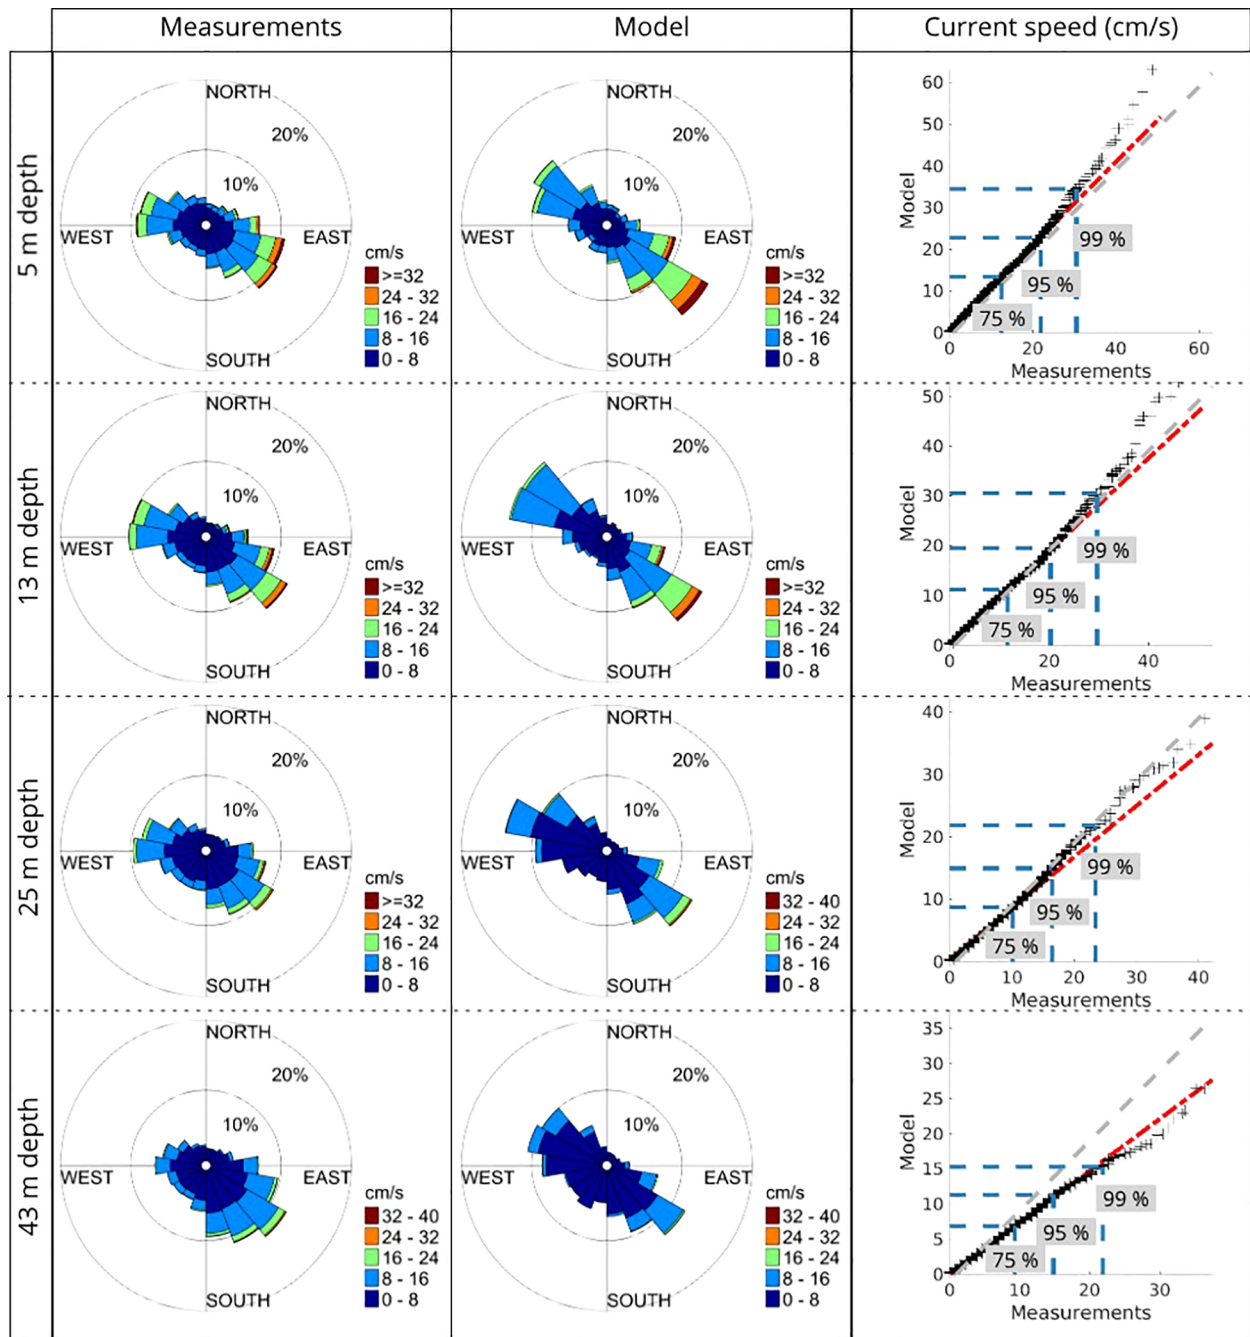 Measurements
Model
Current speed (cm/s)
5 m depth
NORTH
20%
10%
WEST
EAST
SOUTH
cm/s
>=32
24 - 32
16 - 24
8 - 16
0 - 8
NORTH
20%
10%
WEST
EAST
SOUTH
cm/s
>=32
24 - 32
16 - 24
8 - 16
0 - 8
Model
60
50
40
30
20
10
0
99 %
95 %
75 %
0 20 40 60
Measurements
13 m depth
NORTH
20%
10%
WEST
EAST
SOUTH
cm/s
>=32
24 - 32
16 - 24
8 - 16
0 - 8
NORTH
20%
10%
WEST
EAST
SOUTH
cm/s
>=32
24 - 32
16 - 24
8 - 16
0 - 8
Model
50
40
30
20
10
0
99 %
95 %
75 %
0 20 40
Measurements
25 m depth
NORTH
20%
10%
WEST
EAST
SOUTH
cm/s
>=32
24 - 32
16 - 24
8 - 16
0 - 8
NORTH
20%
10%
WEST
EAST
SOUTH
cm/s
32 - 40
24 - 32
16 - 24
8 - 16
0 - 8
Model
40
30
20
10
0
99 %
95 %
75 %
0 10 20 30 40
Measurements
43 m depth
NORTH
20%
10%
WEST
EAST
SOUTH
cm/s
32 - 40
24 - 32
16 - 24
8 - 16
0 - 8
NORTH
20%
10%
WEST
EAST
SOUTH
cm/s
32 - 40
24 - 32
16 - 24
8 - 16
0 - 8
Model
35
30
25
20
15
10
5
0
99 %
95 %
75 %
0 10 20 30
Measurements